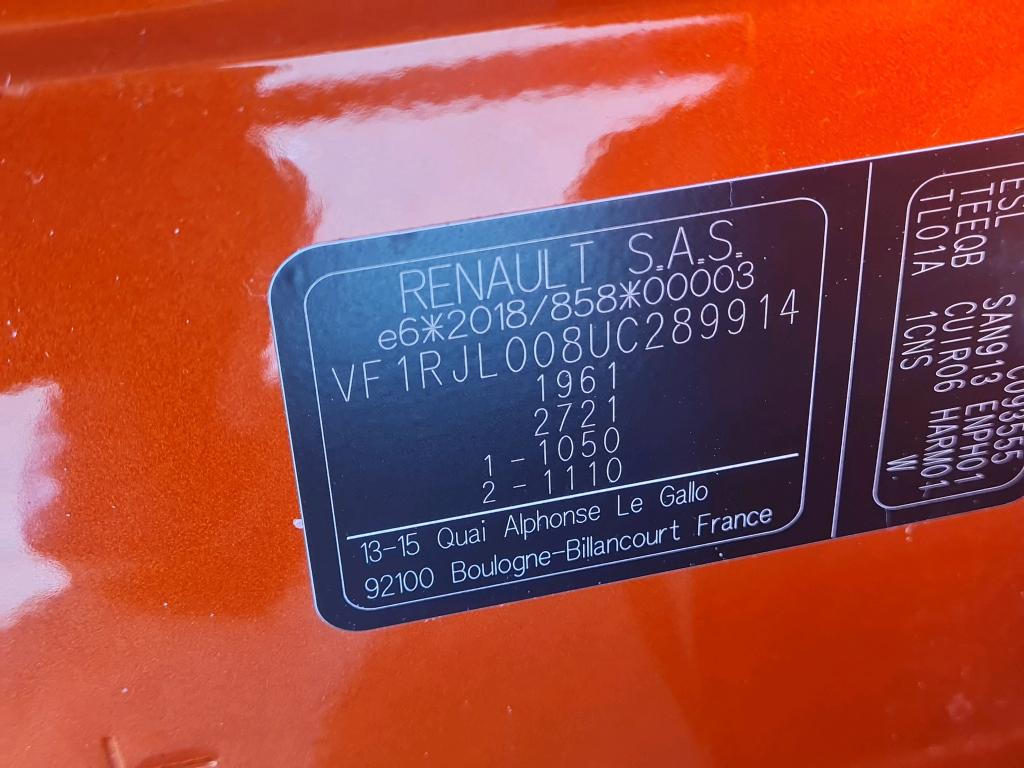 RENAULT S.A.S.
e6*2018/858*00003
VF1RJL008UC289914
1961
2721
1 - 1050
2 - 1110
13-15 Quai Alphonse Le Gallo
92100 Boulogne-Billancourt France
TEEQB SAN913 ENPH01
TL01A CUIR06 HARM01
1CNS W.